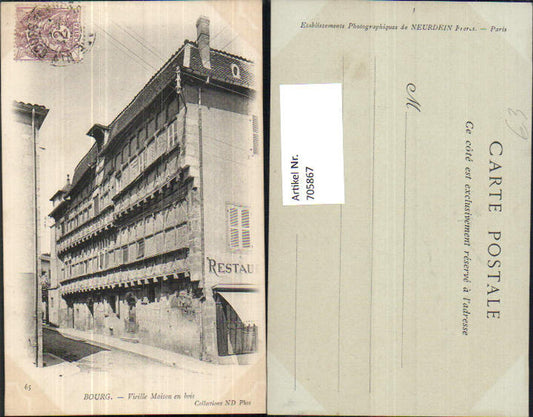 RESTAU
65
BOURG. — Vieille Maison en bois
Collections ND Phot
Etablissements Photographiques de NEURDEIN Frères. — Paris
M
CARTE POSTALE
Ce côté est exclusivement réservé à l'adresse
Artikel Nr.
705867